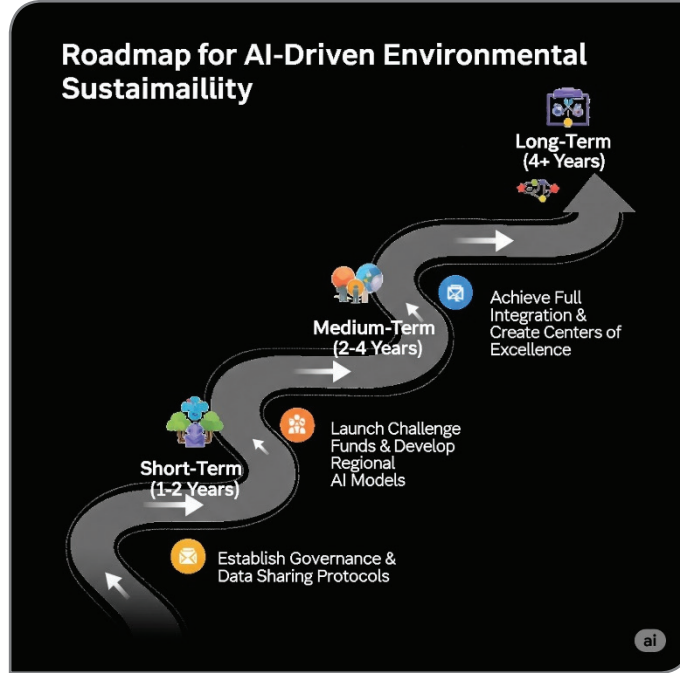 Roadmap for AI-Driven Environmental
Sustaimaillity
Long-Term
(4+ Years)
Achieve Full
Integration &
Create Centers of
Excellence
Medium-Term
(2-4 Years)
Launch Challenge
Funds & Develop
Regional
AI Models
Short-Term
(1-2 Years)
Establish Governance &
Data Sharing Protocols
ai